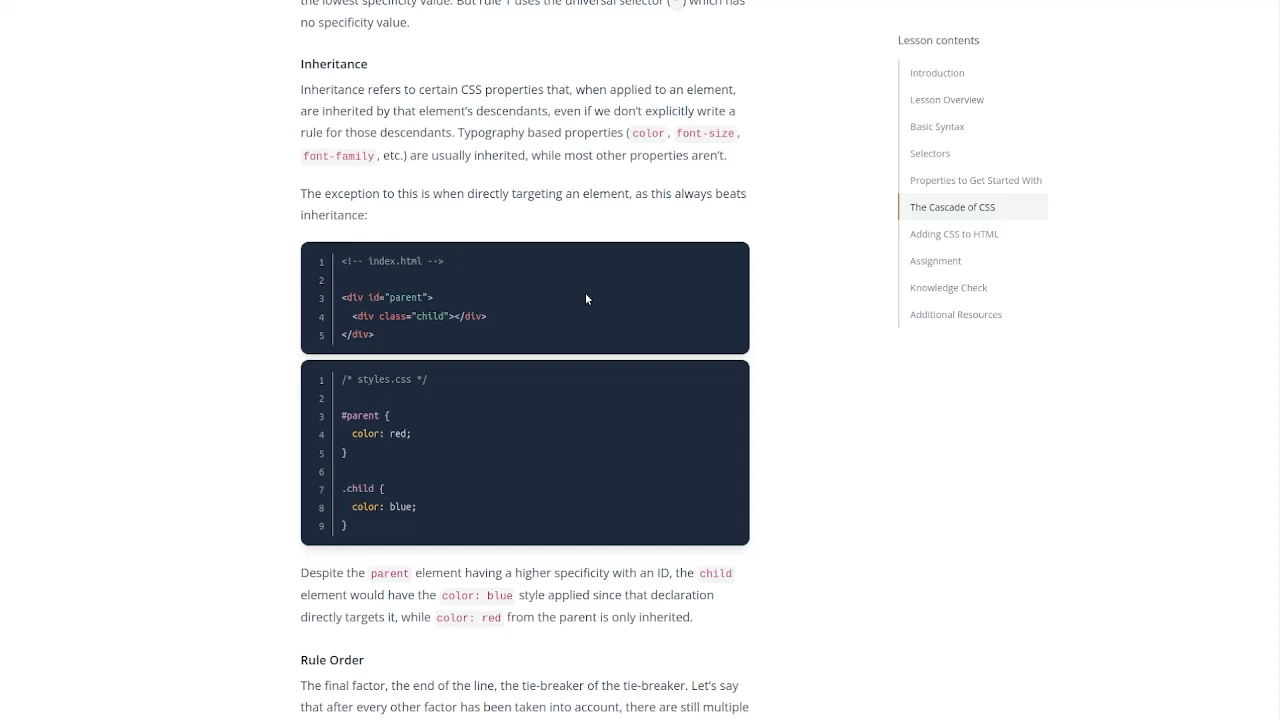 the lowest specificity value. But rule 1 uses the universal selector ( * ) which has
no specificity value.
Inheritance
Inheritance refers to certain CSS properties that, when applied to an element,
are inherited by that element’s descendants, even if we don’t explicitly write a
rule for those descendants. Typography based properties ( color , font-size ,
font-family , etc.) are usually inherited, while most other properties aren’t.
The exception to this is when directly targeting an element, as this always beats
inheritance:
1 <!-- index.html -->
2
3 <div id="parent">
4 <div class="child"></div>
5 </div>
1 /* styles.css */
2
3 #parent {
4 color: red;
5 }
6
7 .child {
8 color: blue;
9 }
Despite the parent element having a higher specificity with an ID, the child
element would have the color: blue style applied since that declaration
directly targets it, while color: red from the parent is only inherited.
Rule Order
The final factor, the end of the line, the tie-breaker of the tie-breaker. Let’s say
that after every other factor has been taken into account, there are still multiple
Lesson contents
Introduction
Lesson Overview
Basic Syntax
Selectors
Properties to Get Started With
The Cascade of CSS
Adding CSS to HTML
Assignment
Knowledge Check
Additional Resources